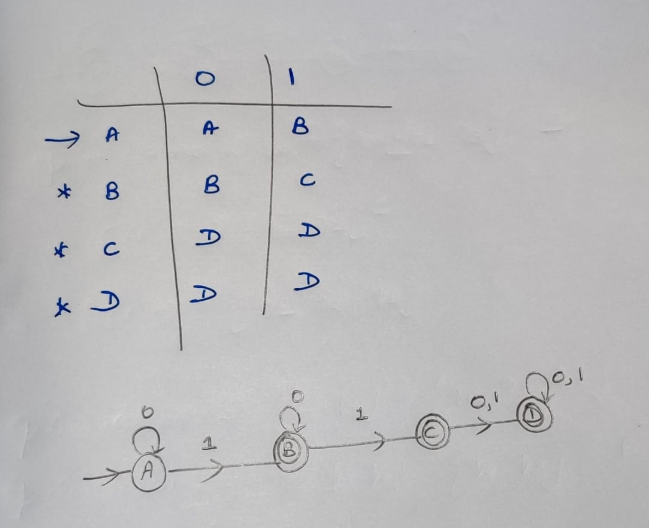 0 1
→ A A B
* B B C
* C D D
* D D D
0 0 1 0,1 0,1
→ A 1 B C D